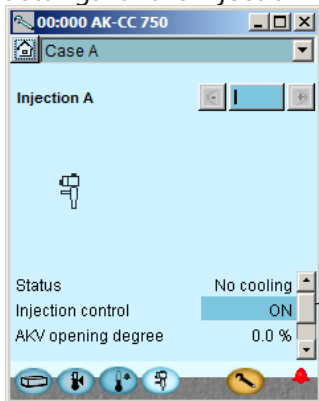 00:000 AK-CC 750
Case A
Injection A
I
Status No cooling
Injection control ON
AKV opening degree 0.0 %